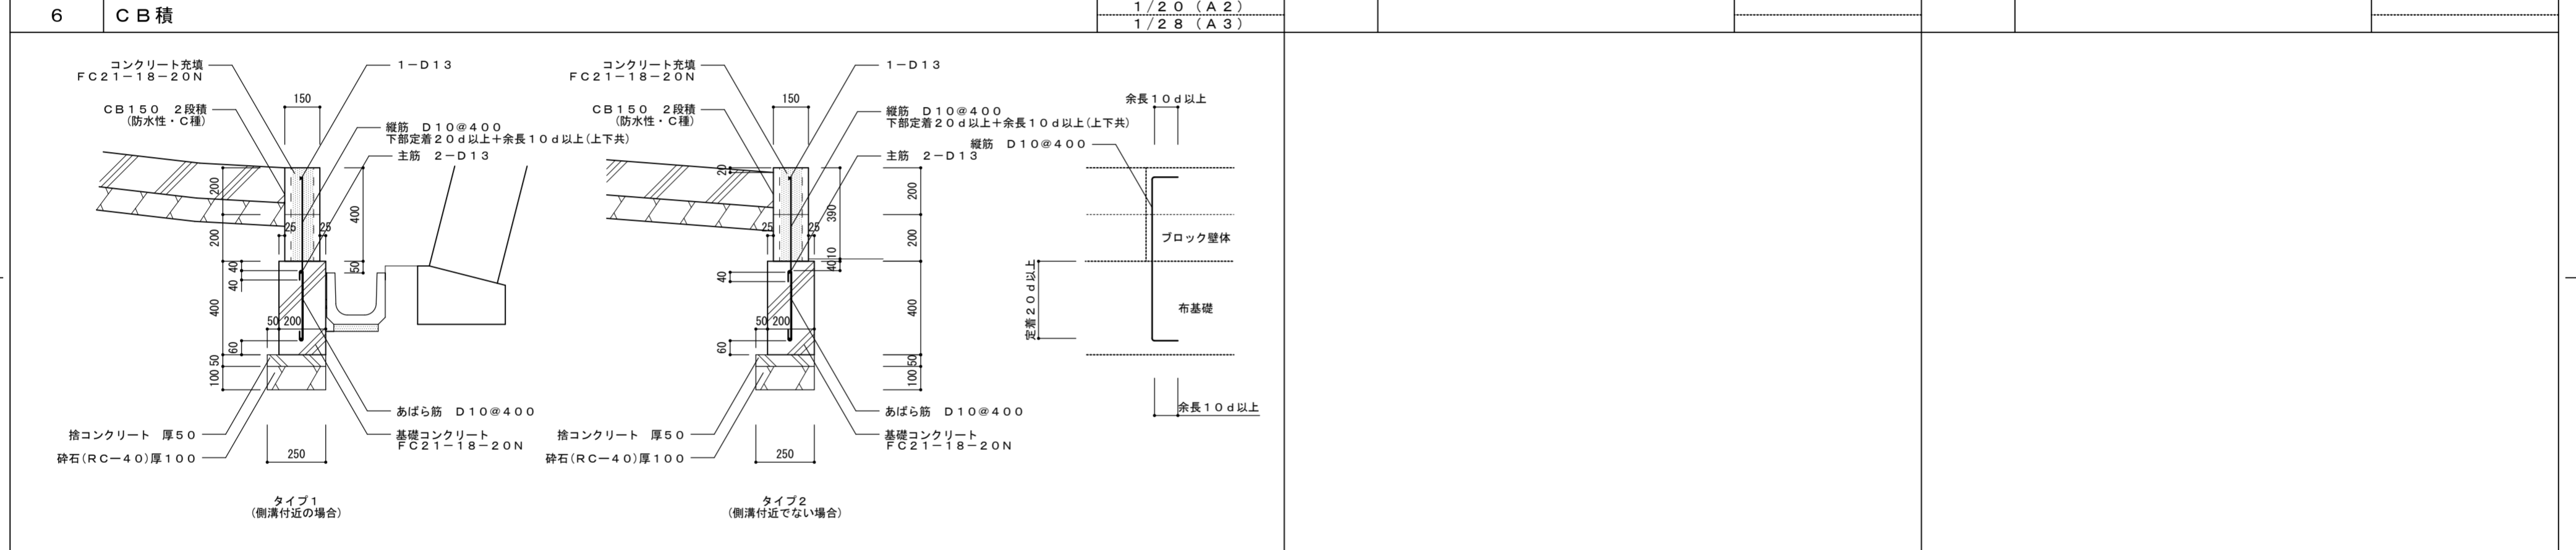 6
CB積
1/20(A2)
1/28(A3)
コンクリート充填
FC21-18-20N
CB150 2段積
(防水性・C種)
150
1-D13
縦筋 D10@400
下部定着20d以上+余長10d以上(上下共)
主筋 2-D13
200
200
400
50
100
400
50
25
25
40
40
60
50
200
250
捨コンクリート 厚50
砕石(RC-40)厚100
あばら筋 D10@400
基礎コンクリート
FC21-18-20N
タイプ1
(側溝付近の場合)
コンクリート充填
FC21-18-20N
CB150 2段積
(防水性・C種)
150
1-D13
縦筋 D10@400
下部定着20d以上+余長10d以上(上下共)
主筋 2-D13
20
390
10
40
200
200
400
50
100
25
25
40
60
50
200
250
捨コンクリート 厚50
砕石(RC-40)厚100
あばら筋 D10@400
基礎コンクリート
FC21-18-20N
タイプ2
(側溝付近でない場合)
余長10d以上
縦筋 D10@400
ブロック壁体
定着20d以上
布基礎
余長10d以上